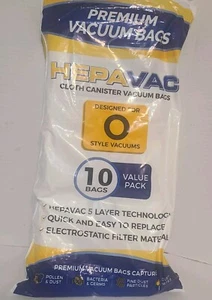 PREMIUM
VACUUM BAGS
HEPAVAC
CLOTH CANISTER VACUUM BAGS
DESIGNED FOR
O
STYLE VACUUMS
10
BAGS
VALUE
PACK
HEPAVAC 5 LAYER TECHNOLOGY
QUICK AND EASY TO REPLACE
ELECTROSTATIC FILTER MATERIAL
PREMIUM VACUUM BAGS CAPTURE
POLLEN
& DUST
BACTERIA
& GERMS
FINE DUST
PARTICLES